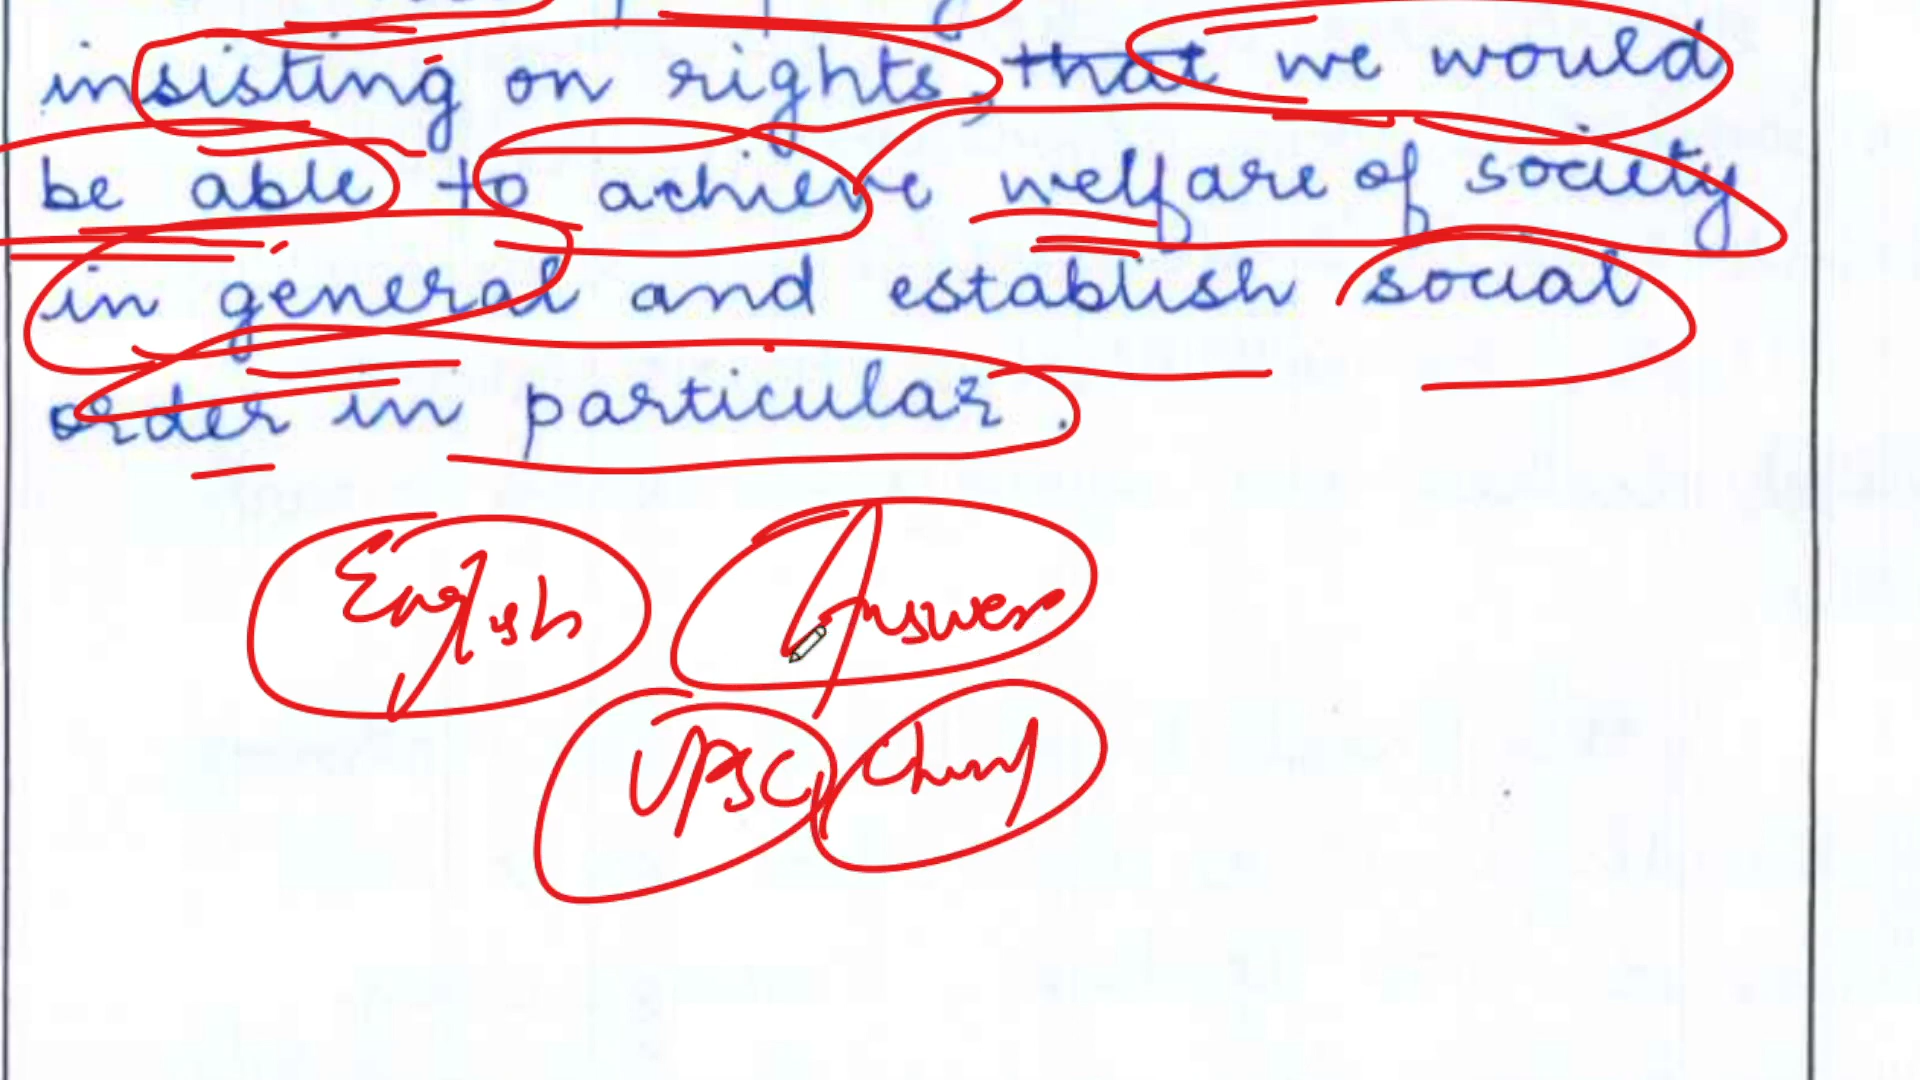 insisting on rights, that we would
be able to achieve welfare of society
in general and establish social
order in particular.
English Answer
UPSC